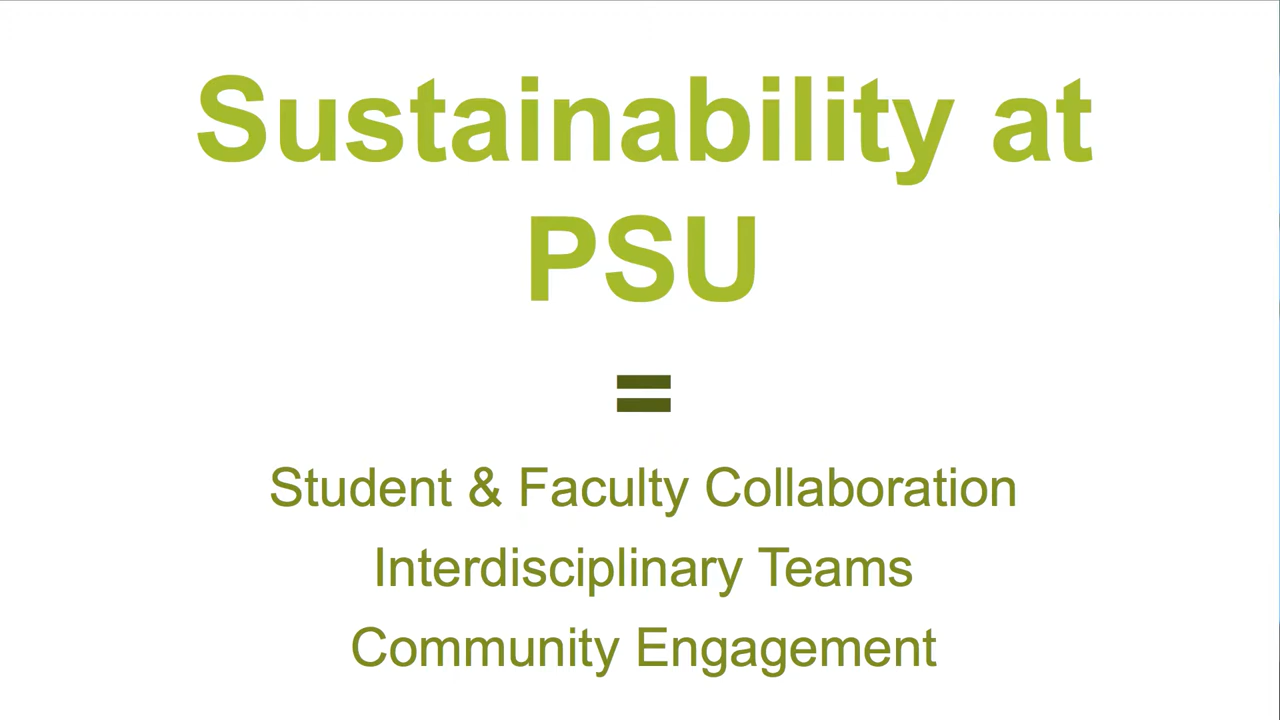 Sustainability at
PSU
=
Student & Faculty Collaboration
Interdisciplinary Teams
Community Engagement